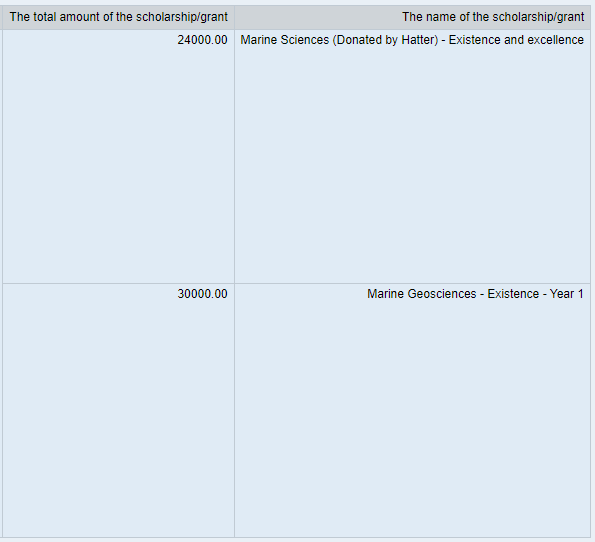 The total amount of the scholarship/grant The name of the scholarship/grant
24000.00 Marine Sciences (Donated by Hatter) - Existence and excellence
30000.00 Marine Geosciences - Existence - Year 1